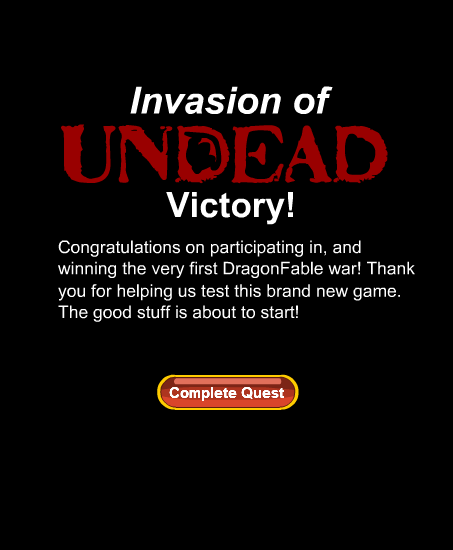 Invasion of
UNDEAD
Victory!
Congratulations on participating in, and
winning the very first DragonFable war! Thank
you for helping us test this brand new game.
The good stuff is about to start!
Complete Quest